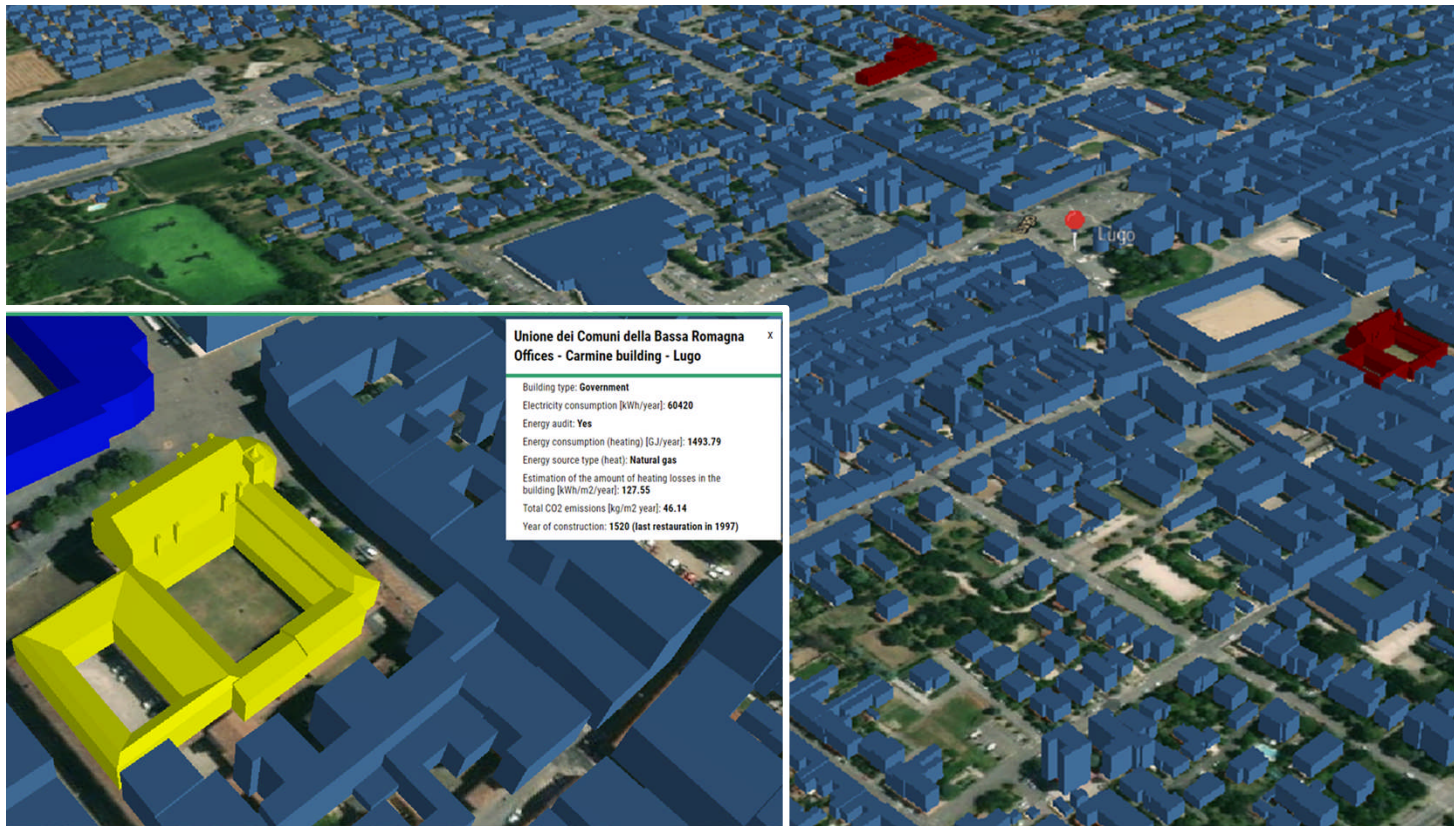 Lugo
Unione dei Comuni della Bassa Romagna
Offices - Carmine building - Lugo
x
Building type: Government
Electricity consumption [kWh/year]: 60420
Energy audit: Yes
Energy consumption (heating) [GJ/year]: 1493.79
Energy source type (heat): Natural gas
Estimation of the amount of heating losses in the
building [kWh/m2/year]: 127.55
Total CO2 emissions [kg/m2 year]: 46.14
Year of construction: 1520 (last restauration in 1997)